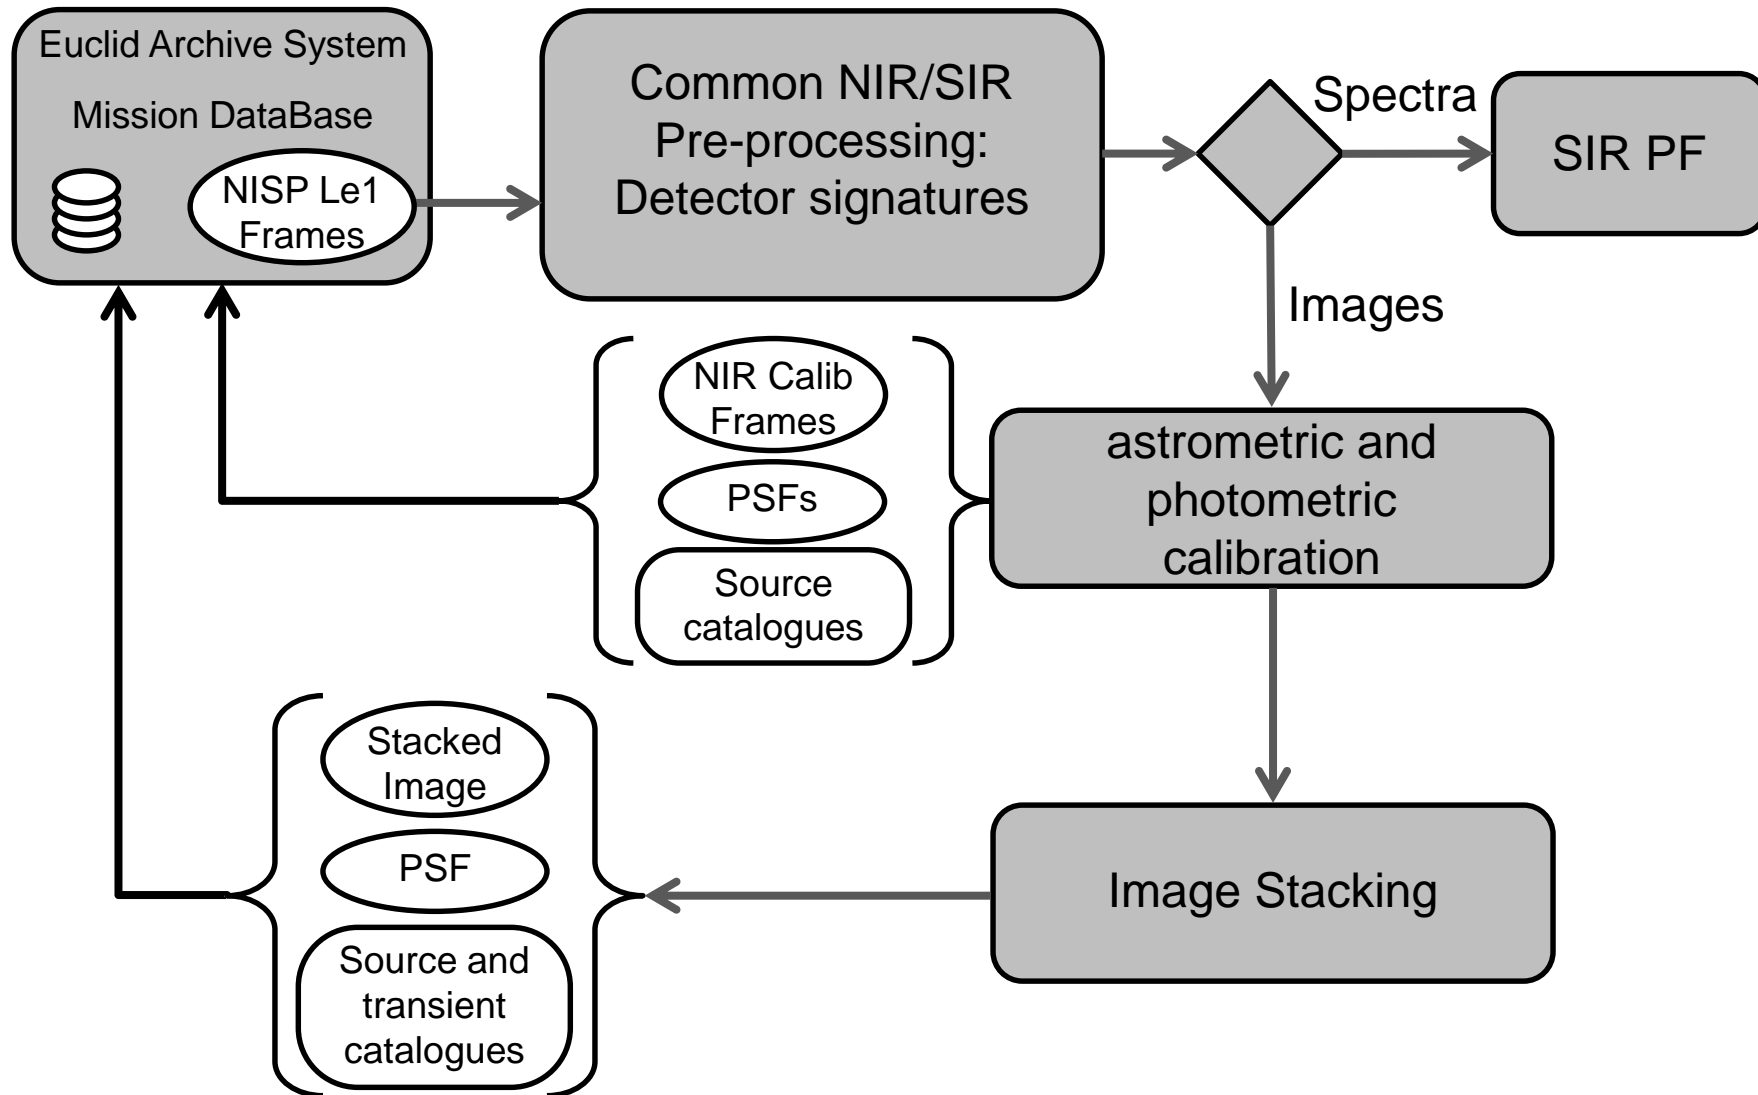 Euclid Archive System
Mission DataBase
NISP Le1
Frames
Common NIR/SIR
Pre-processing:
Detector signatures
Spectra
SIR PF
Images
NIR Calib
Frames
PSFs
Source
catalogues
astrometric and
photometric
calibration
Stacked
Image
PSF
Source and
transient
catalogues
Image Stacking